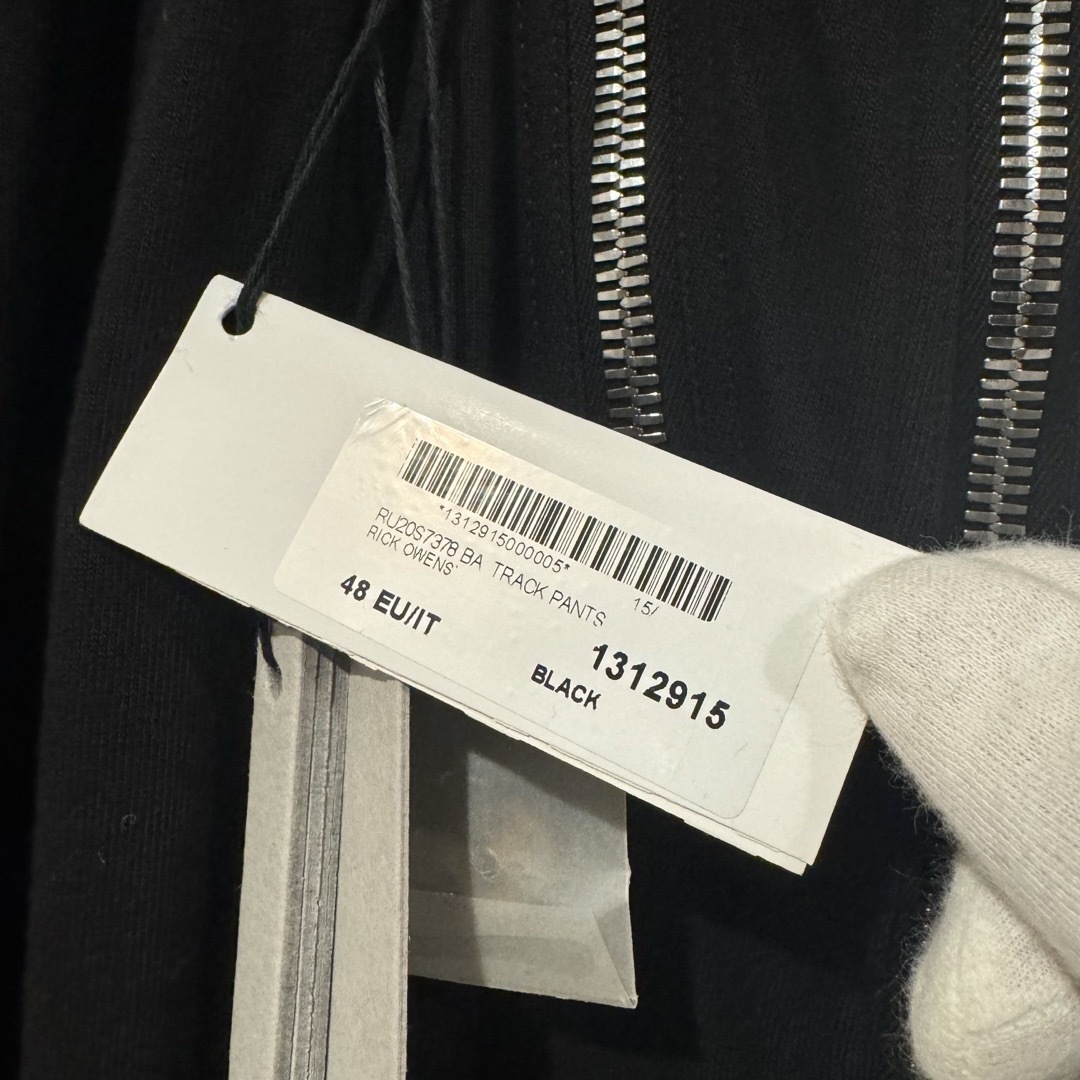 *1312915000005*
15/
RU20S7378 BA TRACK PANTS
RICK OWENS'
48 EU/IT
1312915
BLACK